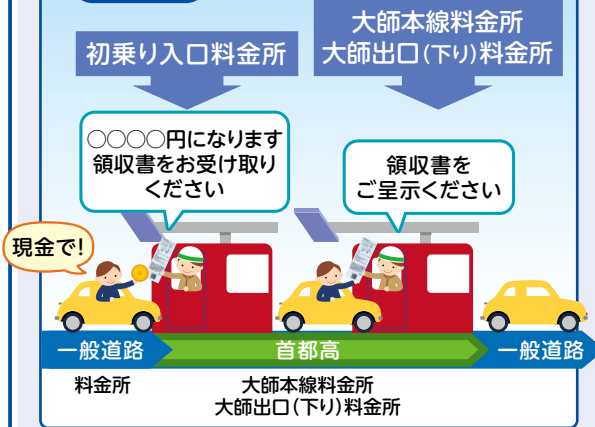 初乗り入口料金所
大師本線料金所
大師出口(下り)料金所
○○○○円になります
領収書をお受け取り
ください
領収書を
ご呈示ください
現金で!
一般道路
首都高
一般道路
料金所
大師本線料金所
大師出口(下り)料金所